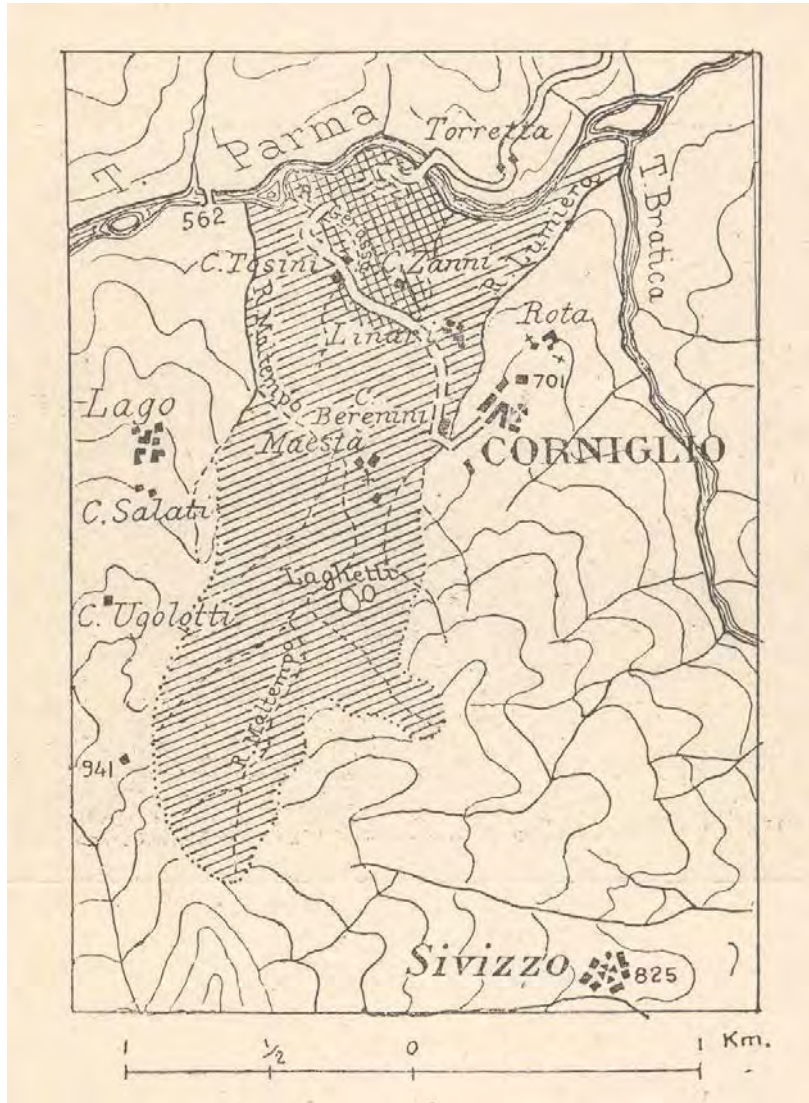 Torretta
T. Parma
562
T. Bratica
R. Lumiera
C. Tosini
C. Zanni
R. Maltempo
Linari
Rota
701
Lago
C. Berenini
Maestà
CORNIGLIO
C. Salati
Laghetti
C. Ugolotti
R. Maltempo
941
Sivizzo
825
1 ½ 0 1 Km.